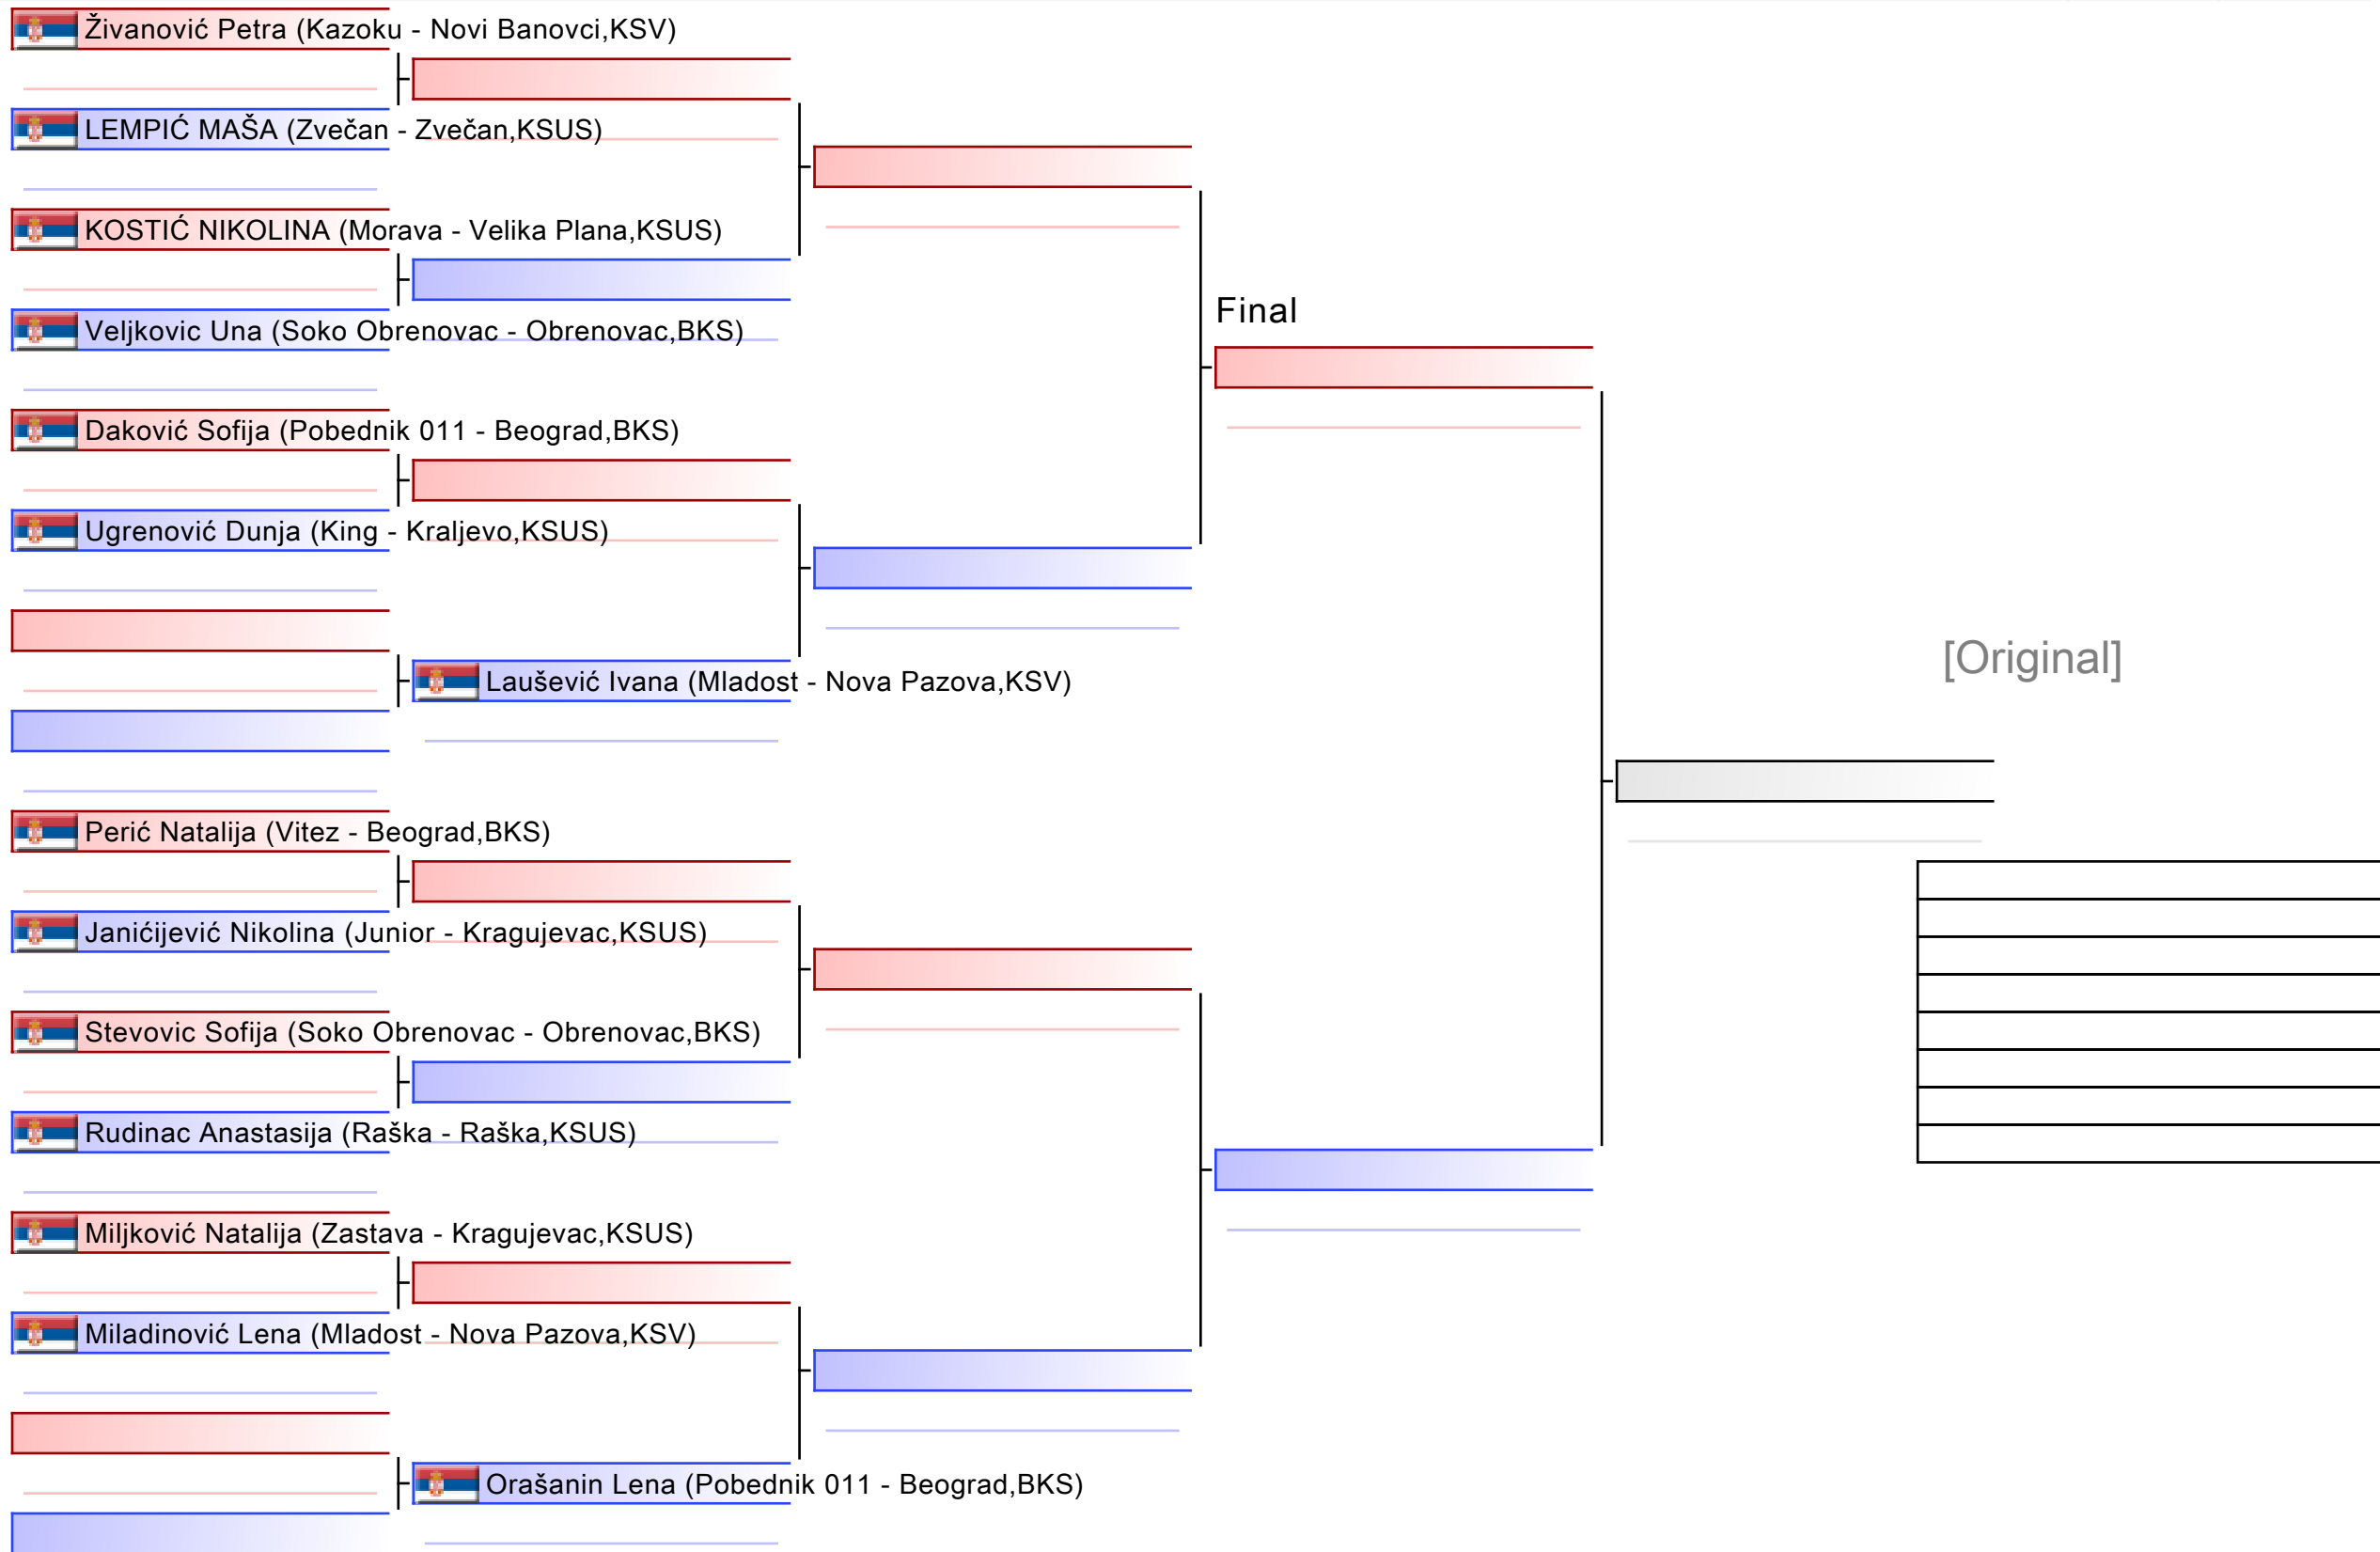 Živanović Petra (Kazoku - Novi Banovci,KSV)
LEMPIĆ MAŠA (Zvečan - Zvečan,KSUS)
KOSTIĆ NIKOLINA (Morava - Velika Plana,KSUS)
Veljkovic Una (Soko Obrenovac - Obrenovac,BKS)
Final
Daković Sofija (Pobednik 011 - Beograd,BKS)
Ugrenović Dunja (King - Kraljevo,KSUS)
[Original]
Laušević Ivana (Mladost - Nova Pazova,KSV)
Perić Natalija (Vitez - Beograd,BKS)
Janićijević Nikolina (Junior - Kragujevac,KSUS)
Stevovic Sofija (Soko Obrenovac - Obrenovac,BKS)
Rudinac Anastasija (Raška - Raška,KSUS)
Miljković Natalija (Zastava - Kragujevac,KSUS)
Miladinović Lena (Mladost - Nova Pazova,KSV)
Orašanin Lena (Pobednik 011 - Beograd,BKS)